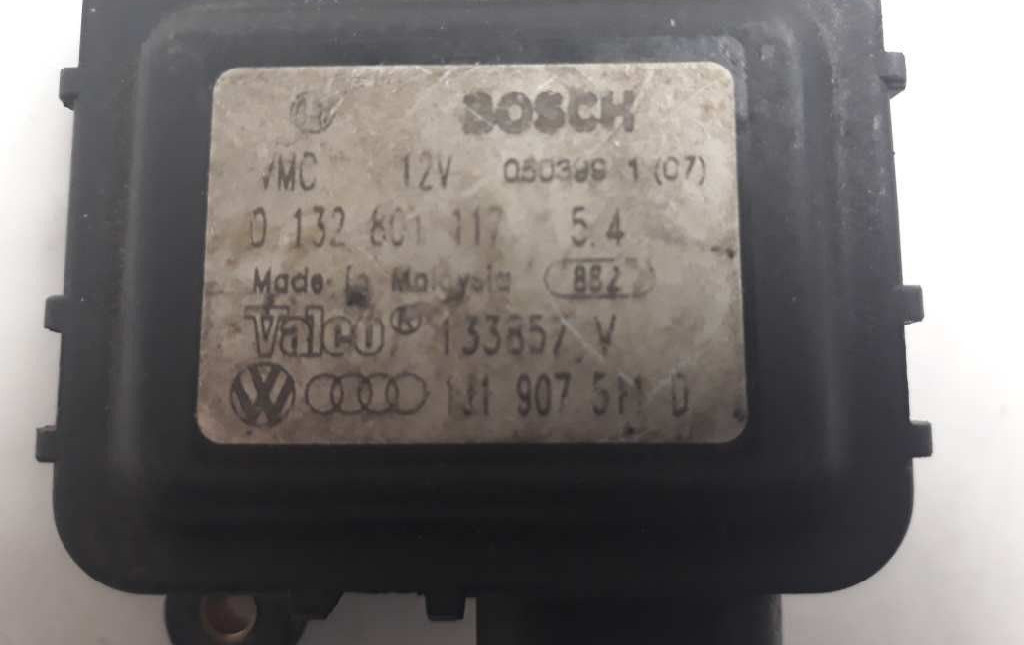 BOSCH
VMC 12V 050399 1 (07)
0 132 801 117 5.4
Made in Malaysia 882
Valeo® 133857 V
1J1 907 511 D